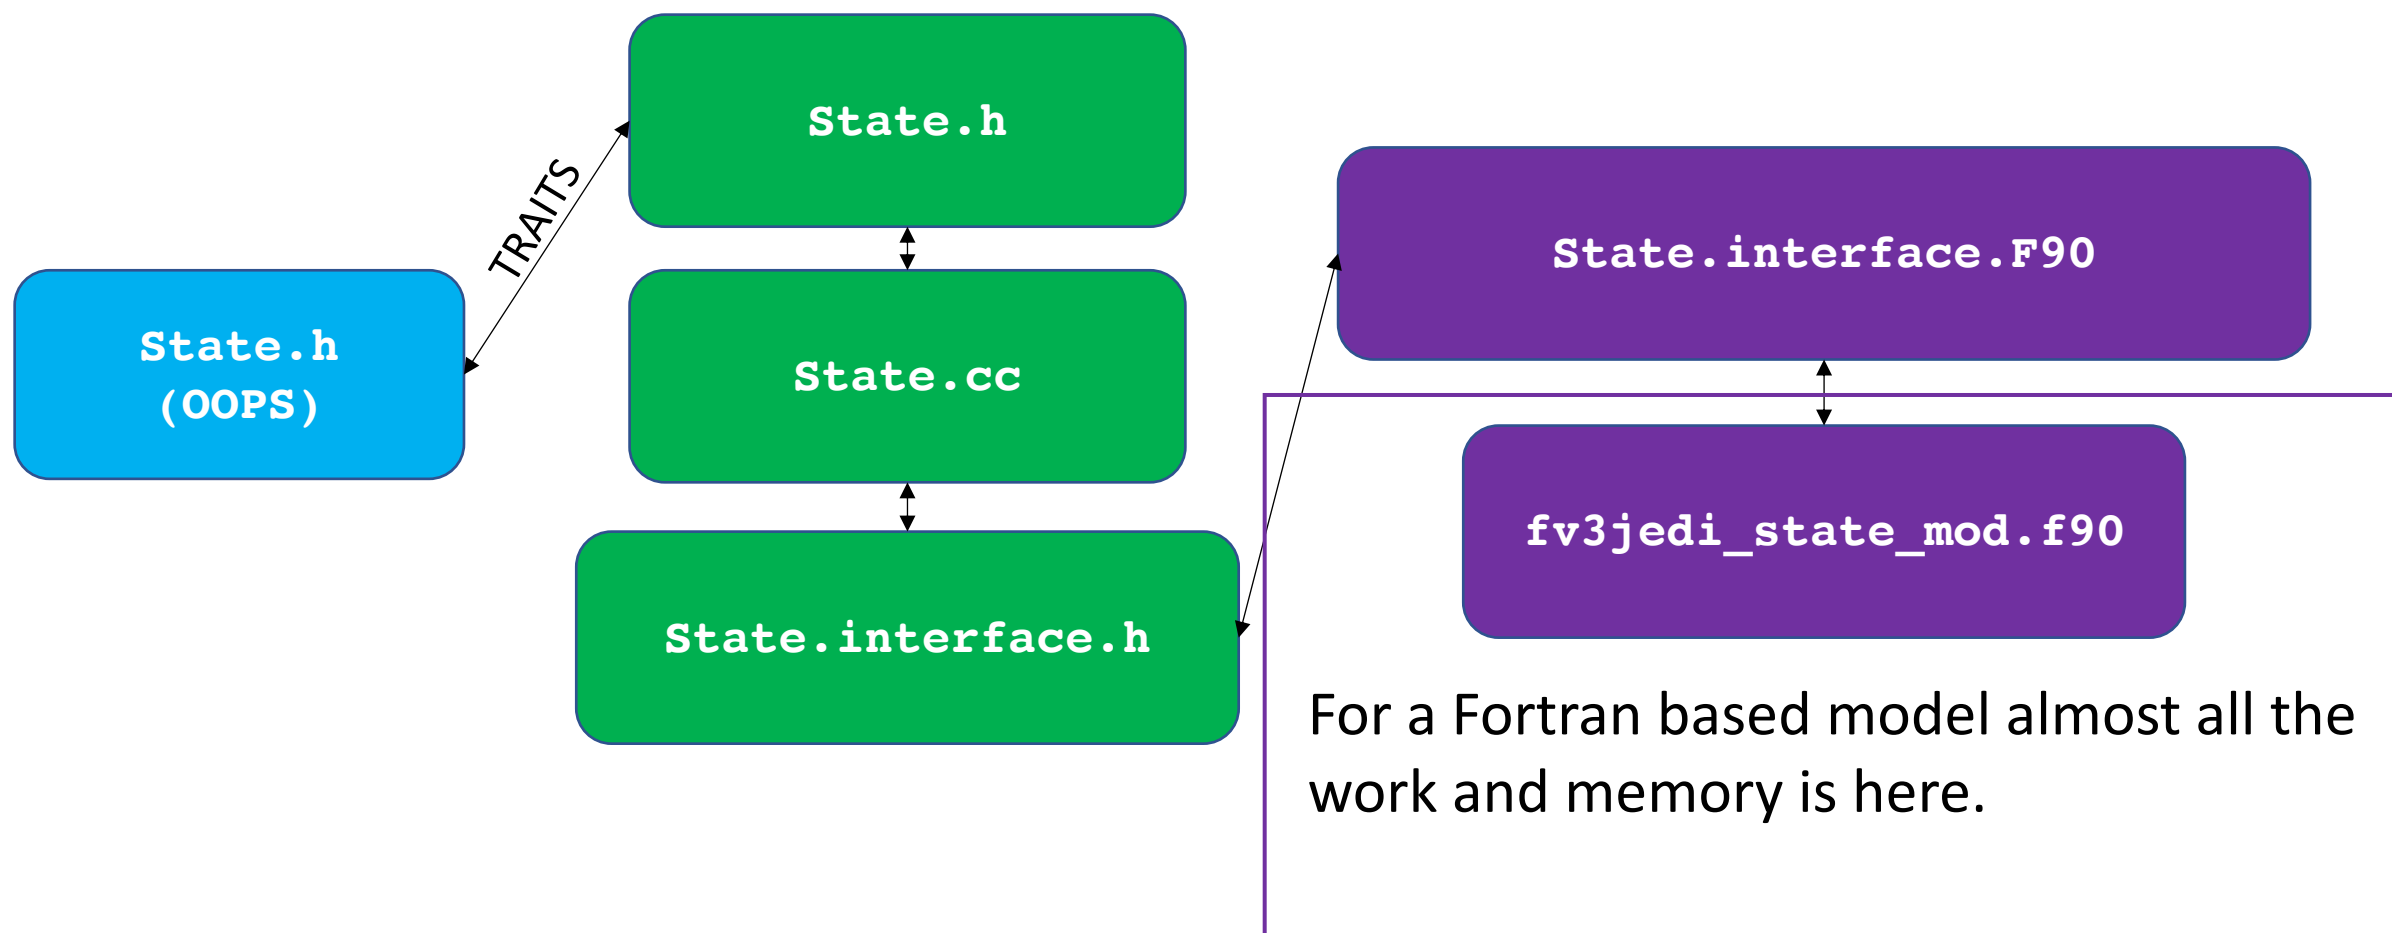 State.h
(OOPS)
TRAITS
State.h
State.cc
State.interface.h
State.interface.F90
fv3jedi_state_mod.f90
For a Fortran based model almost all the
work and memory is here.